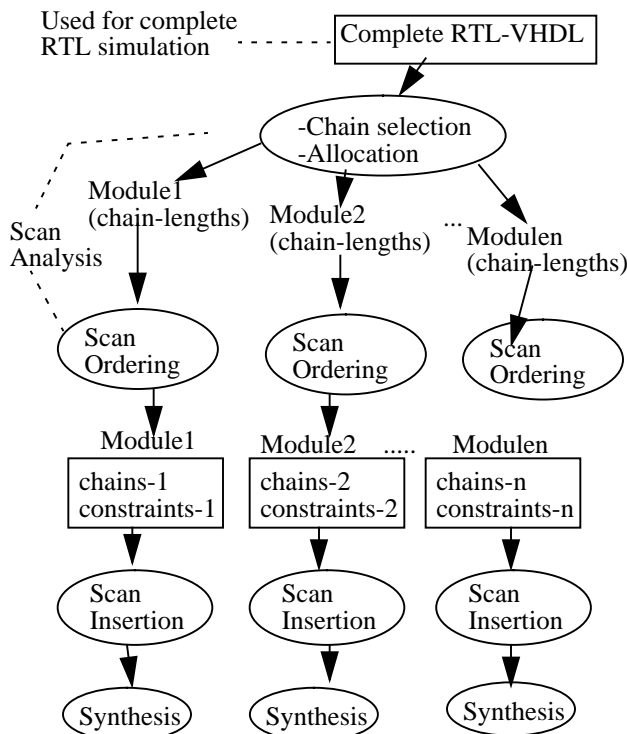 Used for complete
RTL simulation
Complete RTL-VHDL
-Chain selection
-Allocation
Module1
(chain-lengths)
Module2
(chain-lengths)
...
Modulen
(chain-lengths)
Scan
Analysis
Scan
Ordering
Scan
Ordering
Scan
Ordering
Module1
Module2
.....
Modulen
chains-1
constraints-1
chains-2
constraints-2
chains-n
constraints-n
Scan
Insertion
Scan
Insertion
Scan
Insertion
Synthesis
Synthesis
Synthesis